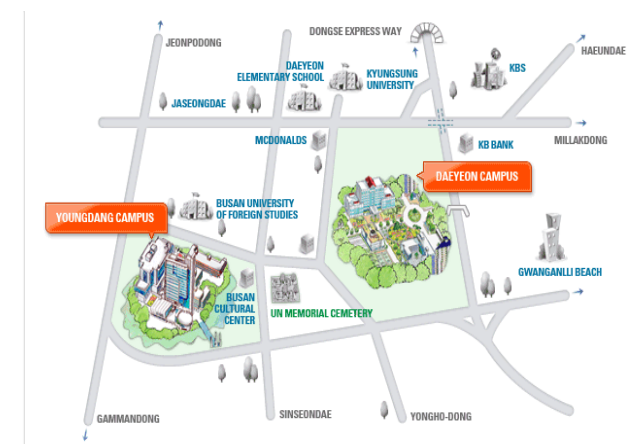 DONGSE EXPRESS WAY
JEONPODONG
HAEUNDAE
DAEYEON
ELEMENTARY SCHOOL
KYUNGSUNG
UNIVERSITY
KBS
JASEONGDAE
MCDONALDS
KB BANK
MILLAKDONG
DAEYEON CAMPUS
BUSAN UNIVERSITY
OF FOREIGN STUDIES
YOUNGDANG CAMPUS
GWANGANLLI BEACH
BUSAN
CULTURAL
CENTER
UN MEMORIAL CEMETERY
GAMMANDONG
SINSEONDAE
YONGHO-DONG